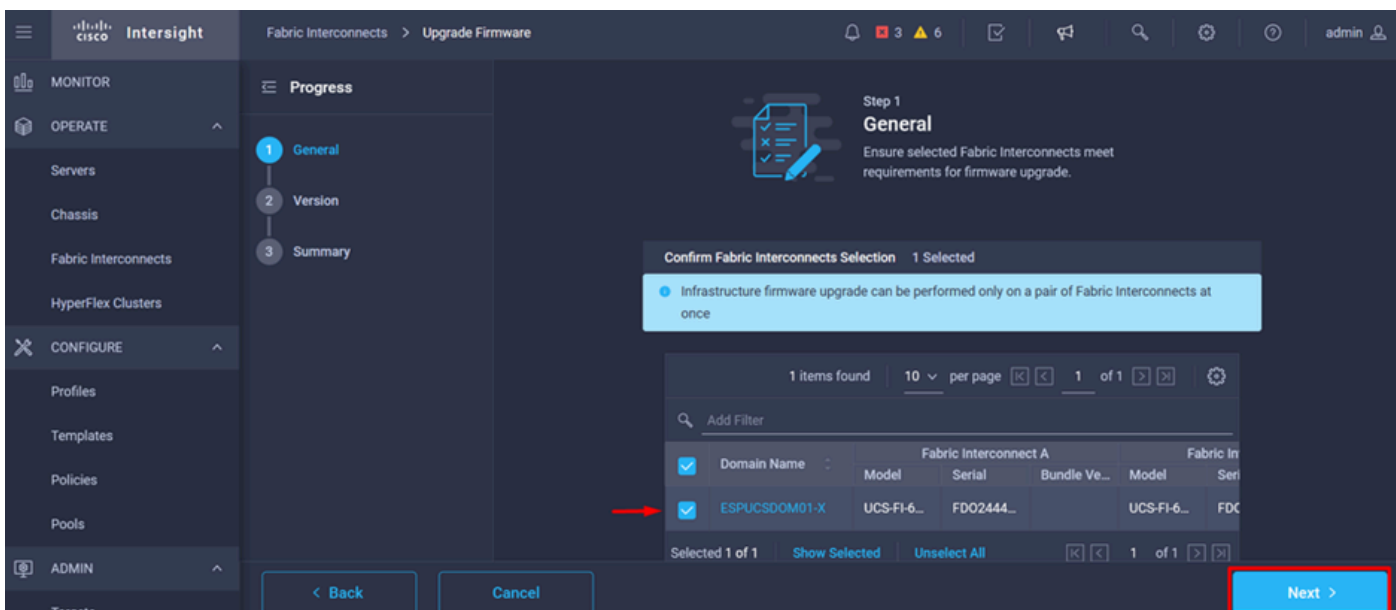 cisco Intersight
Fabric Interconnects > Upgrade Firmware
3 6
admin
MONITOR
OPERATE
Servers
Chassis
Fabric Interconnects
HyperFlex Clusters
CONFIGURE
Profiles
Templates
Policies
Pools
ADMIN
Progress
1 General
2 Version
3 Summary
Step 1
General
Ensure selected Fabric Interconnects meet
requirements for firmware upgrade.
Confirm Fabric Interconnects Selection 1 Selected
Infrastructure firmware upgrade can be performed only on a pair of Fabric Interconnects at
once
1 items found 10 per page 1 of 1
Add Filter
Fabric Interconnect A Fabric In
Domain Name Model Serial Bundle Ve... Model Seri
ESPUCSDOM01-X UCS-FI-6... FDO2444... UCS-FI-6... FDO
Selected 1 of 1 Show Selected Unselect All 1 of 1
< Back Cancel Next >